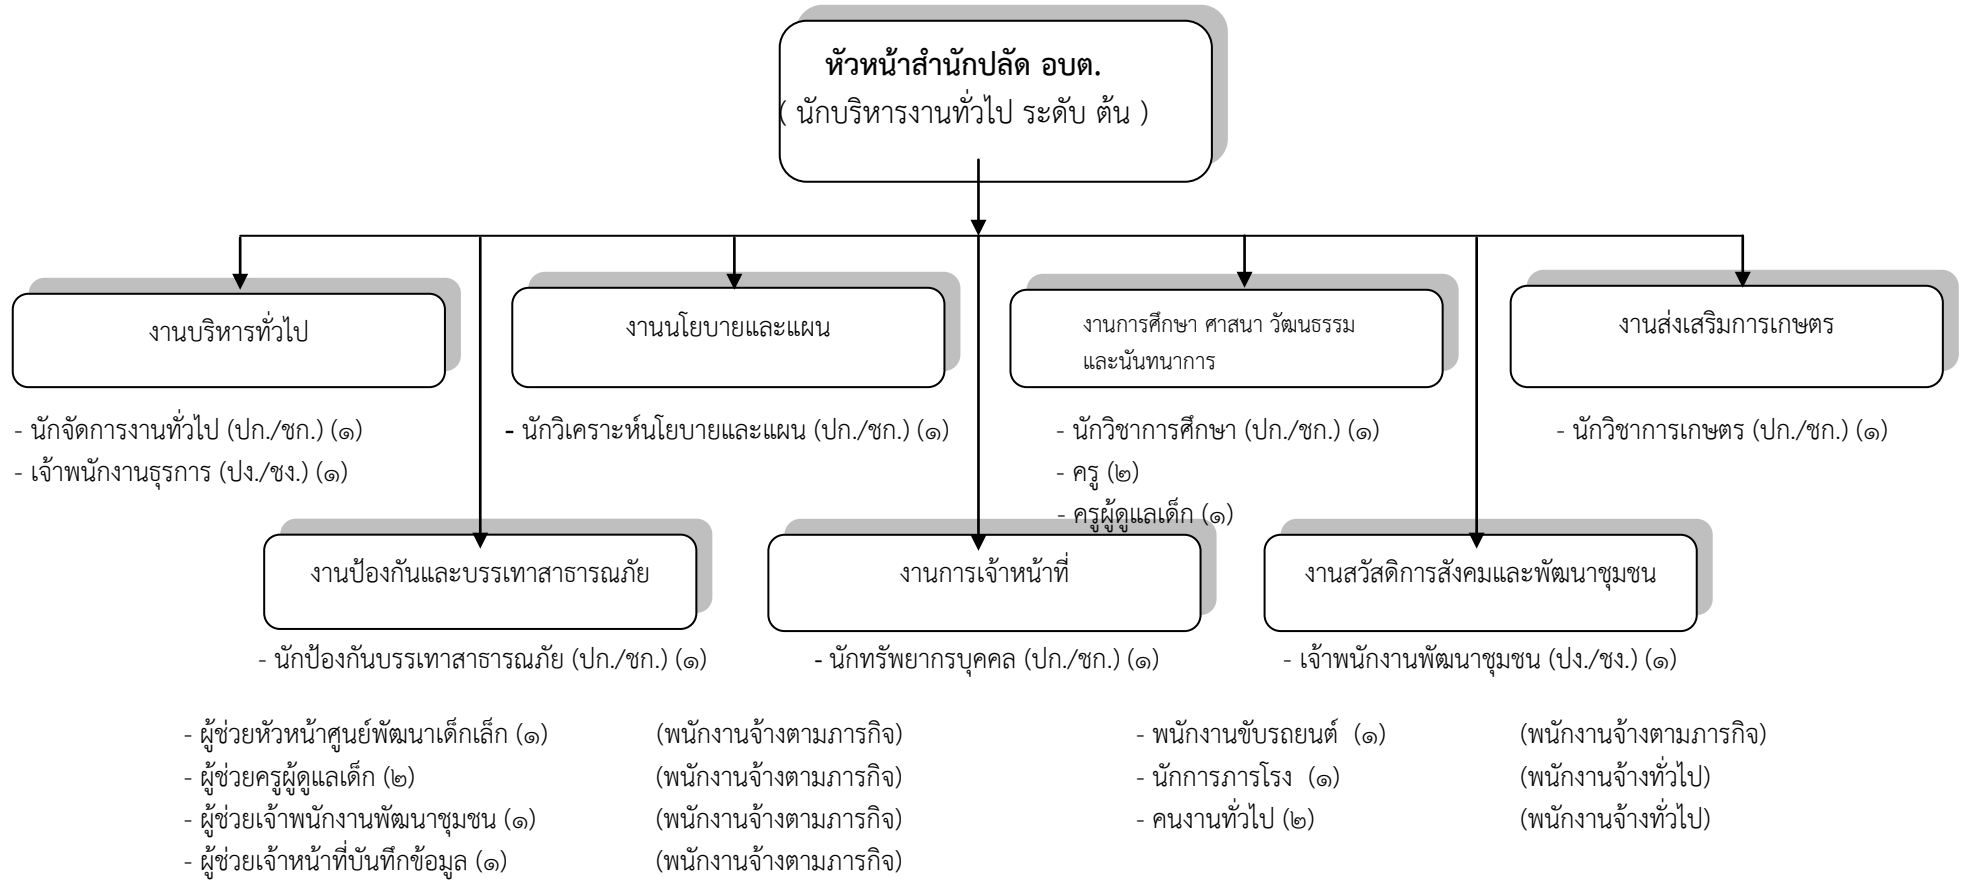 หัวหน้าสำนักปลัด อบต.
( นักบริหารงานทั่วไป ระดับ ต้น )
งานบริหารทั่วไป
- นักจัดการงานทั่วไป (ปก./ชก.) (๑)
- เจ้าพนักงานธุรการ (ปง./ชง.) (๑)
งานนโยบายและแผน
- นักวิเคราะห์นโยบายและแผน (ปก./ชก.) (๑)
งานการศึกษา ศาสนา วัฒนธรรม
และนันทนาการ
- นักวิชาการศึกษา (ปก./ชก.) (๑)
- ครู (๒)
- ครูผู้ดูแลเด็ก (๑)
งานส่งเสริมการเกษตร
- นักวิชาการเกษตร (ปก./ชก.) (๑)
งานป้องกันและบรรเทาสาธารณภัย
- นักป้องกันบรรเทาสาธารณภัย (ปก./ชก.) (๑)
งานการเจ้าหน้าที่
- นักทรัพยากรบุคคล (ปก./ชก.) (๑)
งานสวัสดิการสังคมและพัฒนาชุมชน
- เจ้าพนักงานพัฒนาชุมชน (ปง./ชง.) (๑)
- ผู้ช่วยหัวหน้าศูนย์พัฒนาเด็กเล็ก (๑) (พนักงานจ้างตามภารกิจ)
- ผู้ช่วยครูผู้ดูแลเด็ก (๒) (พนักงานจ้างตามภารกิจ)
- ผู้ช่วยเจ้าพนักงานพัฒนาชุมชน (๑) (พนักงานจ้างตามภารกิจ)
- ผู้ช่วยเจ้าหน้าที่บันทึกข้อมูล (๑) (พนักงานจ้างตามภารกิจ)
- พนักงานขับรถยนต์ (๑) (พนักงานจ้างตามภารกิจ)
- นักการภารโรง (๑) (พนักงานจ้างทั่วไป)
- คนงานทั่วไป (๒) (พนักงานจ้างทั่วไป)